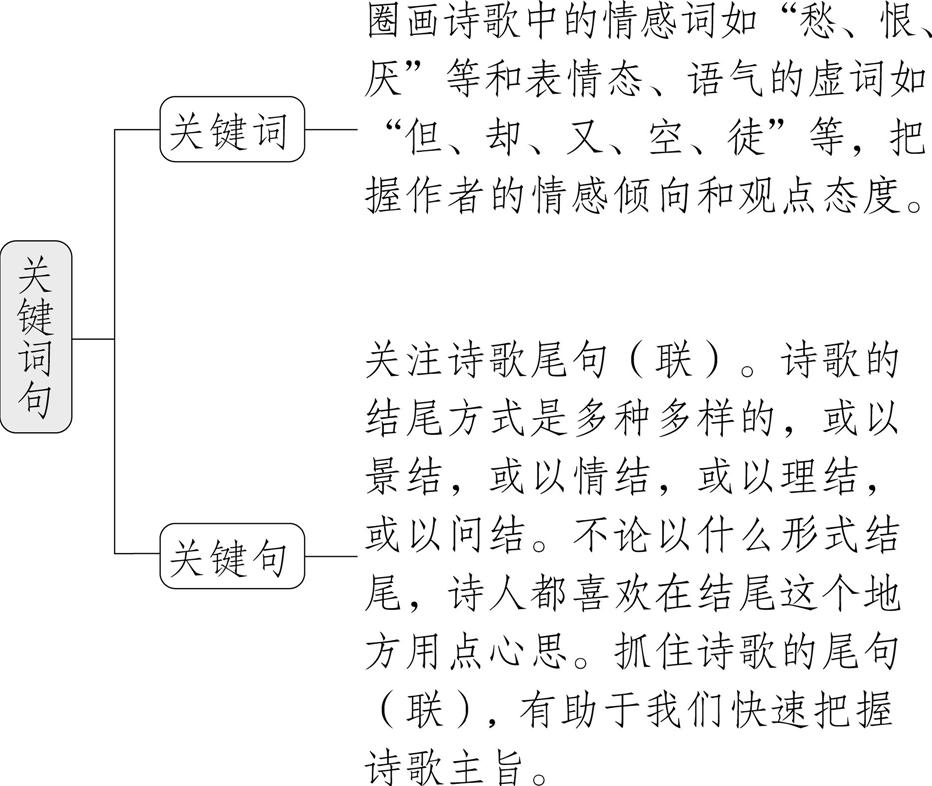 关键词句
关键词
圈画诗歌中的情感词如“愁、恨、
厌”等和表情态、语气的虚词如
“但、却、又、空、徒”等，把
握作者的情感倾向和观点态度。
关键句
关注诗歌尾句（联）。诗歌的
结尾方式是多种多样的，或以
景结，或以情结，或以理结，
或以问结。不论以什么形式结
尾，诗人都喜欢在结尾这个地
方用点心思。抓住诗歌的尾句
（联），有助于我们快速把握
诗歌主旨。